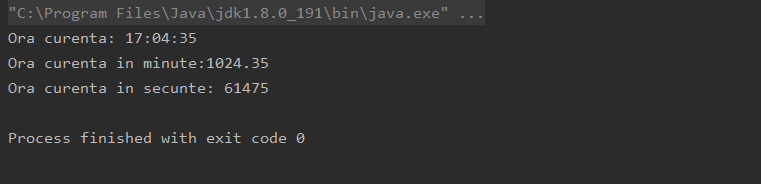 "C:\Program Files\Java\jdk1.8.0_191\bin\java.exe" ...
Ora curenta: 17:04:35
Ora curenta in minute:1024.35
Ora curenta in secunte: 61475
Process finished with exit code 0